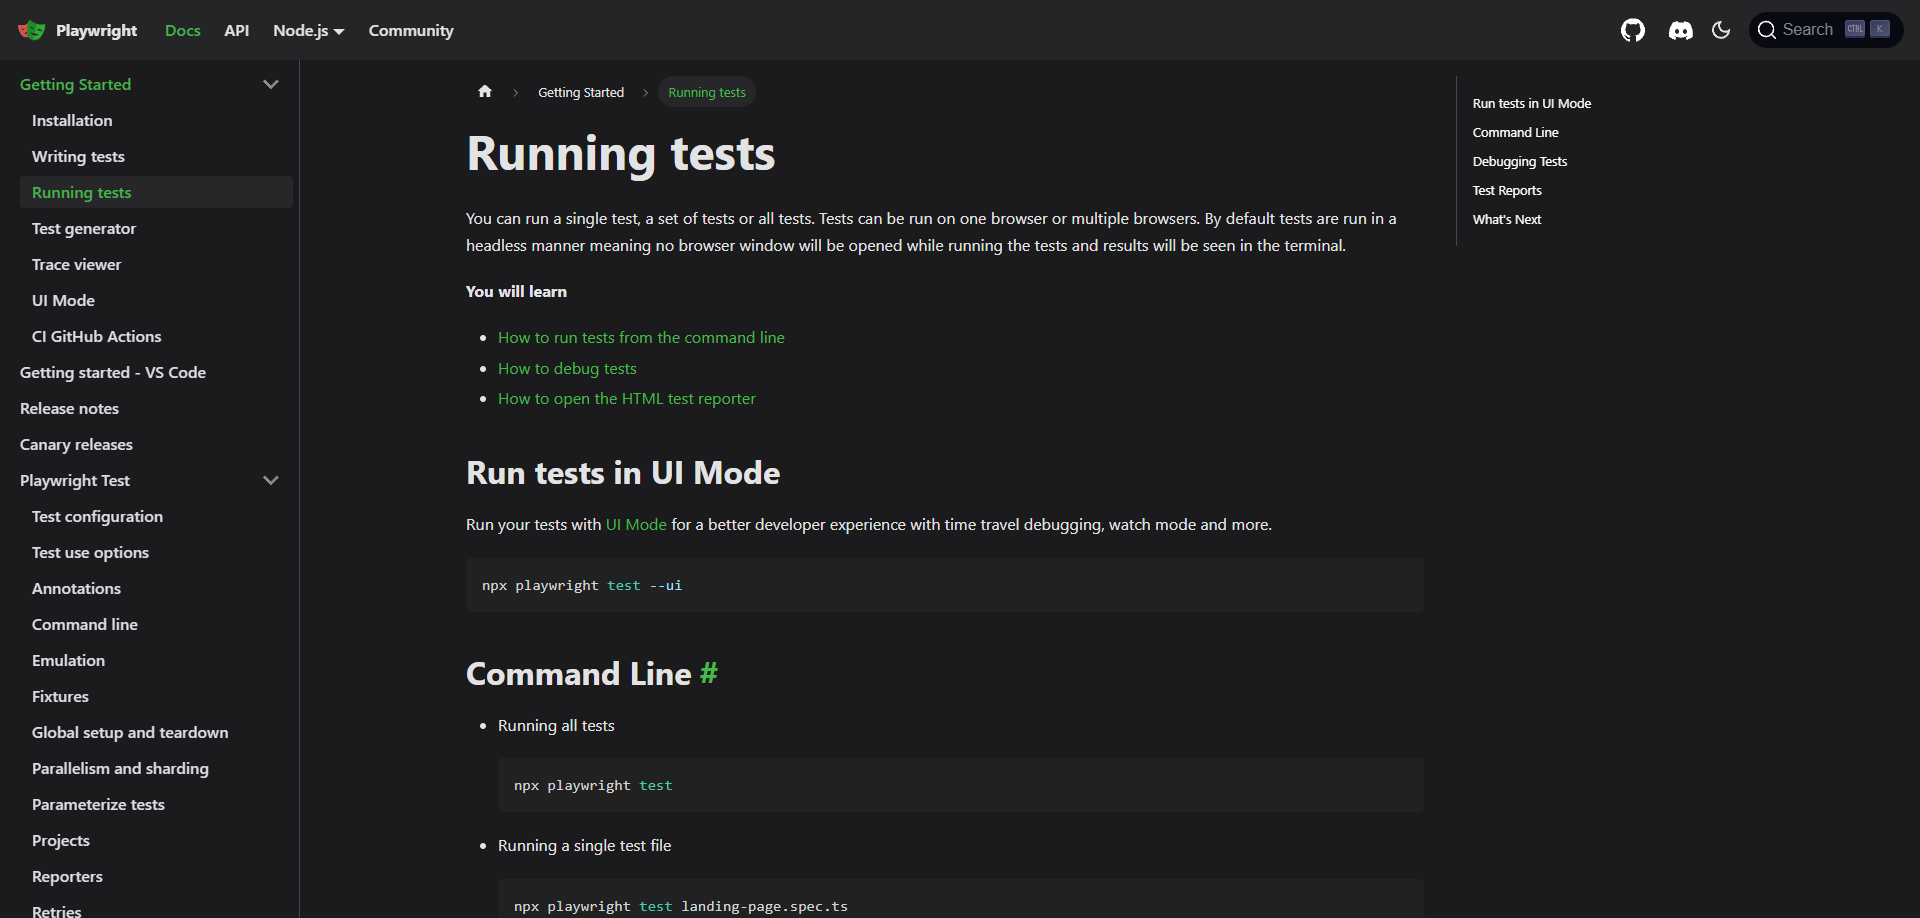 Playwright
Docs
API
Node.js
Community
Search
CTRL
K
Getting Started
Installation
Writing tests
Running tests
Test generator
Trace viewer
UI Mode
CI GitHub Actions
Getting started - VS Code
Release notes
Canary releases
Playwright Test
Test configuration
Test use options
Annotations
Command line
Emulation
Fixtures
Global setup and teardown
Parallelism and sharding
Parameterize tests
Projects
Reporters
Retries
Getting Started
Running tests
Running tests
You can run a single test, a set of tests or all tests. Tests can be run on one browser or multiple browsers. By default tests are run in a
headless manner meaning no browser window will be opened while running the tests and results will be seen in the terminal.
You will learn
How to run tests from the command line
How to debug tests
How to open the HTML test reporter
Run tests in UI Mode
Run your tests with UI Mode for a better developer experience with time travel debugging, watch mode and more.
npx playwright test --ui
Command Line #
Running all tests
npx playwright test
Running a single test file
npx playwright test landing-page.spec.ts
Run tests in UI Mode
Command Line
Debugging Tests
Test Reports
What's Next